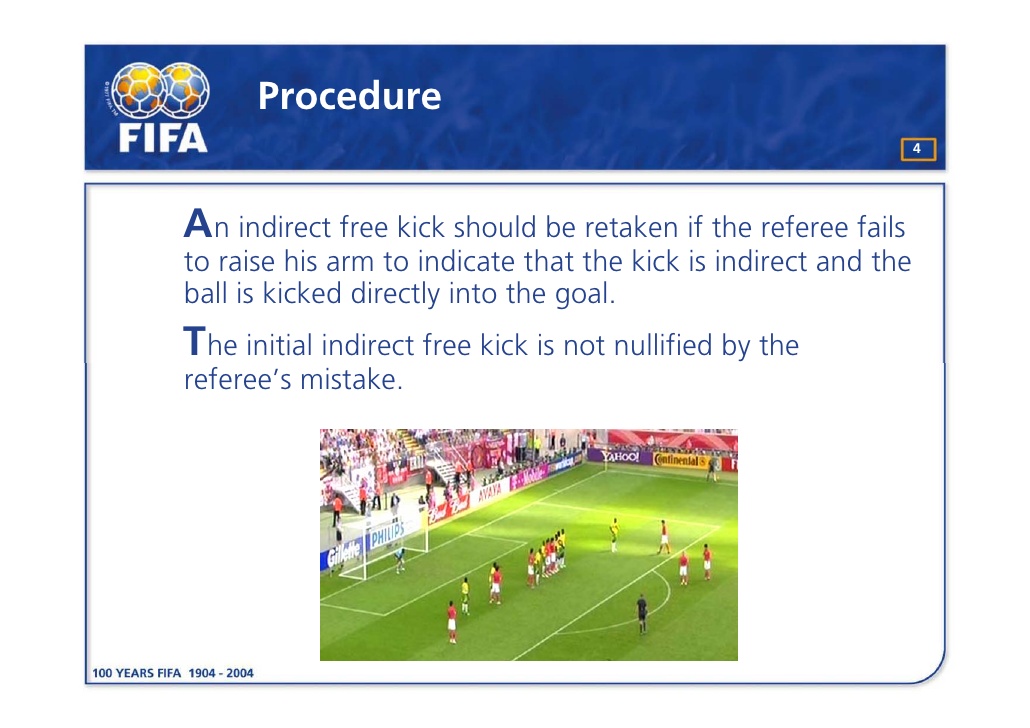 Procedure
FIFA
4
An indirect free kick should be retaken if the referee fails
to raise his arm to indicate that the kick is indirect and the
ball is kicked directly into the goal.
The initial indirect free kick is not nullified by the
referee’s mistake.
YAHOO!
Continental
AVAYA
T-Mobile
PHILIPS
Gillette
100 YEARS FIFA 1904 - 2004